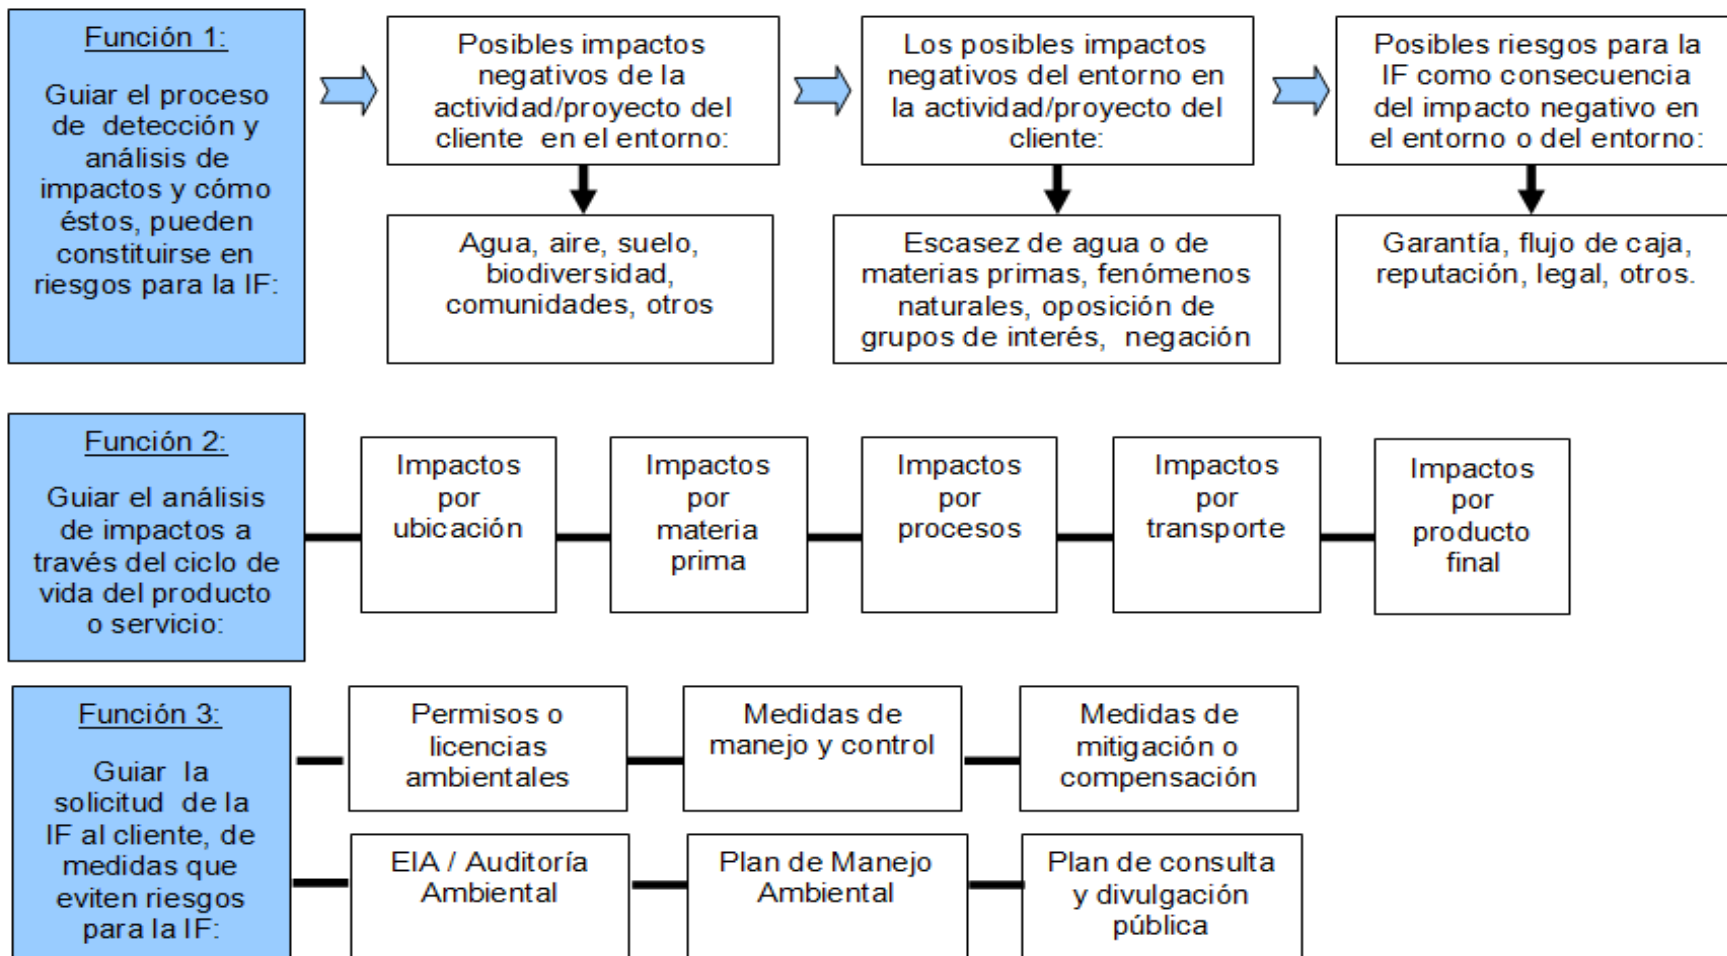 Función 1:
Guiar el proceso
de detección y
análisis de
impactos y cómo
éstos, pueden
constituirse en
riesgos para la IF:
Posibles impactos
negativos de la
actividad/proyecto del
cliente en el entorno:
Los posibles impactos
negativos del entorno en
la actividad/proyecto del
cliente:
Posibles riesgos para la
IF como consecuencia
del impacto negativo en
el entorno o del entorno:
Agua, aire, suelo,
biodiversidad,
comunidades, otros
Escasez de agua o de
materias primas, fenómenos
naturales, oposición de
grupos de interés, negación
Garantía, flujo de caja,
reputación, legal, otros.
Función 2:
Guiar el análisis
de impactos a
través del ciclo de
vida del producto
o servicio:
Impactos
por
ubicación
Impactos
por
materia
prima
Impactos
por
procesos
Impactos
por
transporte
Impactos
por
producto
final
Función 3:
Guiar la
solicitud de la
IF al cliente, de
medidas que
eviten riesgos
para la IF:
Permisos o
licencias
ambientales
Medidas de
manejo y control
Medidas de
mitigación o
compensación
EIA / Auditoría
Ambiental
Plan de Manejo
Ambiental
Plan de consulta
y divulgación
pública